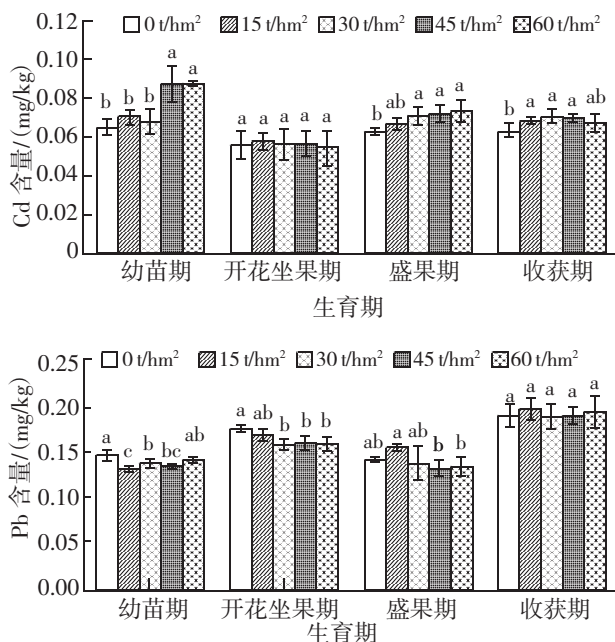 0.12
□ 0 t/hm² 15 t/hm² 30 t/hm² 45 t/hm² 60 t/hm²
0.10
0.08
0.06
0.04
0.02
0
Cd 含量/(mg/kg)
b b b a a
a a a a a
b ab a a a
b a a a ab
幼苗期 开花坐果期 盛果期 收获期
生育期
0.25
0 t/hm² 15 t/hm² 30 t/hm² 45 t/hm² 60 t/hm²
0.20
0.15
0.10
0.05
0.00
Pb 含量/(mg/kg)
a c b bc ab
a ab b b b
ab a ab b b
a a a a a
幼苗期 开花坐果期 盛果期 收获期
生育期